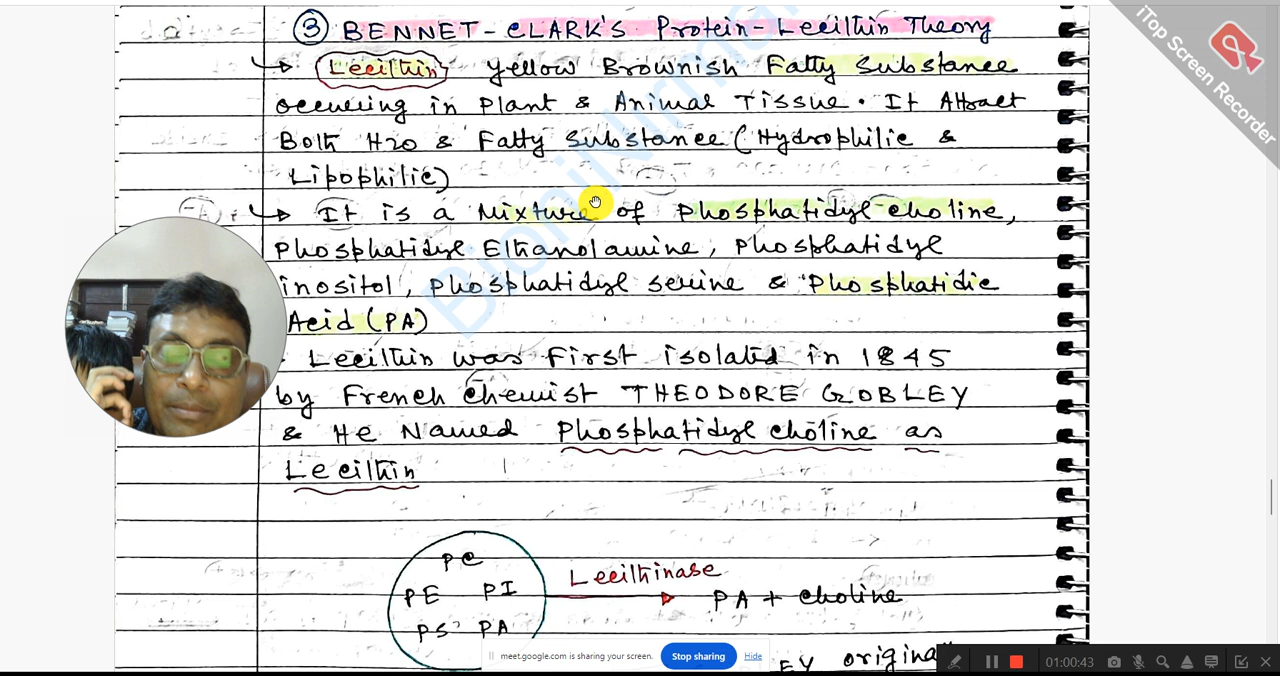 ③ BENNET - CLARK'S Protein - Lecithin Theory
Lecithin Yellow Brownish Fatty Substance
occuring in Plant & Animal Tissue. It Attract
Both H2O & Fatty Substance (Hydrophilic &
Lipophilic)
It is a Mixture of Phosphatidyl-choline,
Phosphatidyl Ethanolamine, Phosphatidyl
inositol, Phosphatidyl serine & Phosphatidic
Acid (PA)
Lecithin was First isolated in 1845
by French Chemist THEODORE GOBLEY
& He Named Phosphatidyl choline as
Lecithin
PC
PE PI
PS PA
Lecithinase
PA + Choline
EY origina
iTop Screen Recorder
meet.google.com is sharing your screen.
Stop sharing
Hide
01:00:43